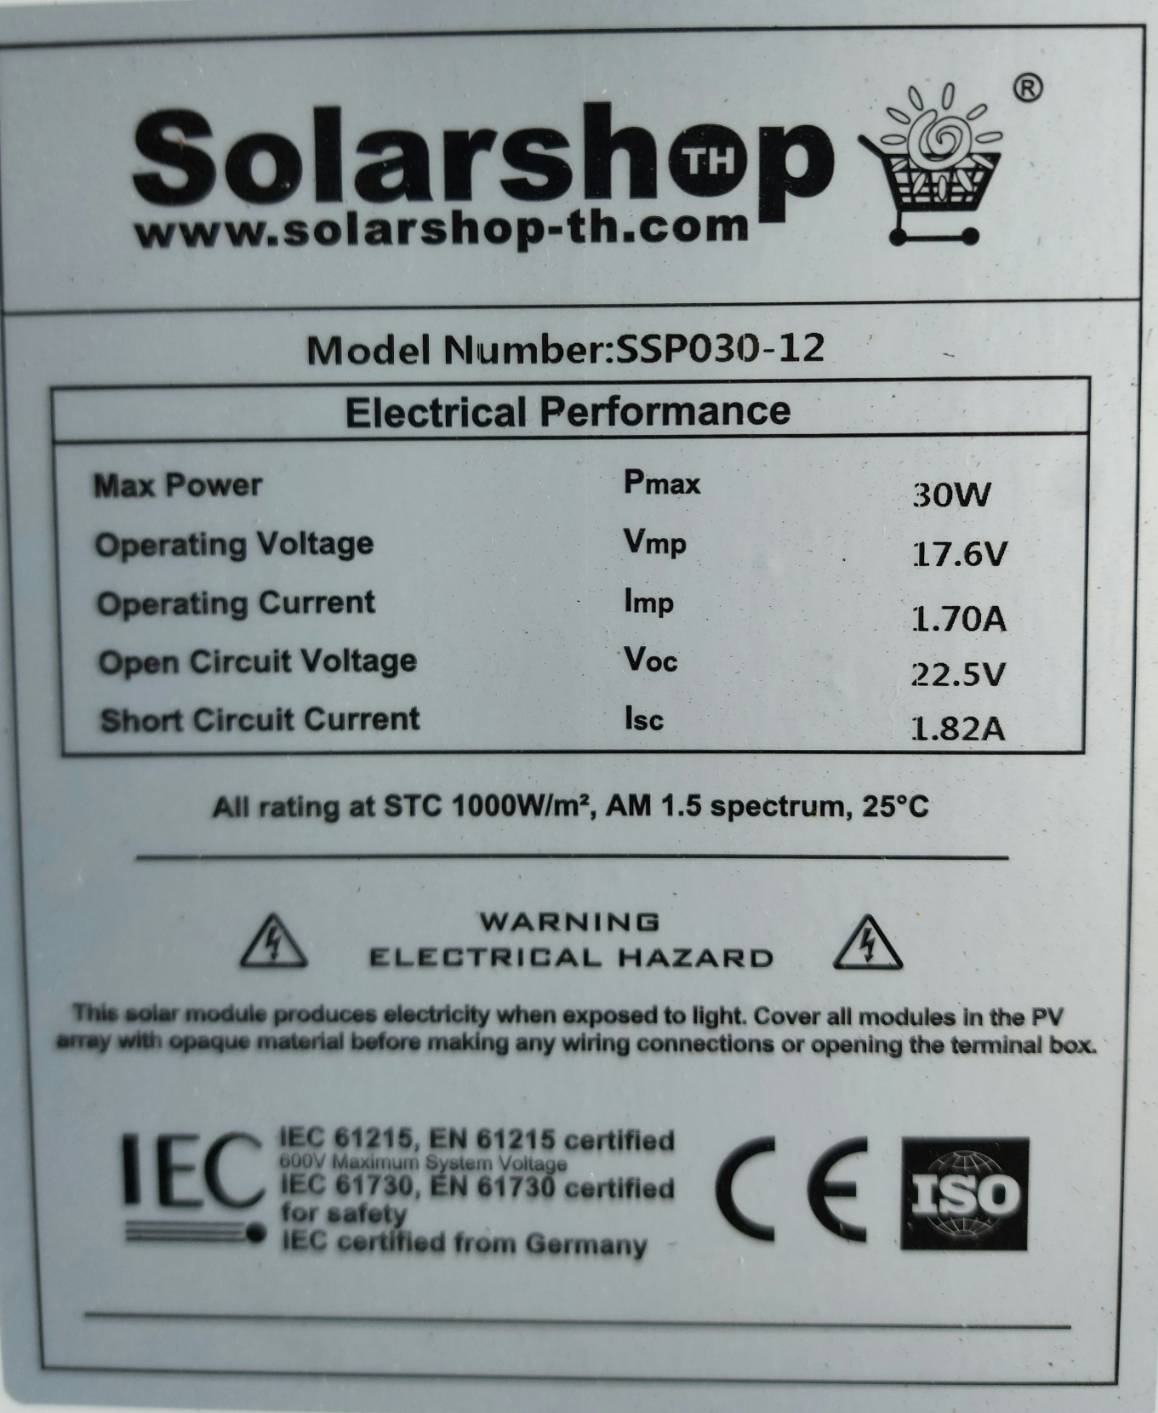 Solarshop TH ®
www.solarshop-th.com
Model Number:SSP030-12
Electrical Performance
Max Power Pmax 30W
Operating Voltage Vmp 17.6V
Operating Current Imp 1.70A
Open Circuit Voltage Voc 22.5V
Short Circuit Current Isc 1.82A
All rating at STC 1000W/m², AM 1.5 spectrum, 25°C
WARNING
ELECTRICAL HAZARD
This solar module produces electricity when exposed to light. Cover all modules in the PV
array with opaque material before making any wiring connections or opening the terminal box.
IEC
IEC 61215, EN 61215 certified
600V Maximum System Voltage
IEC 61730, EN 61730 certified
for safety
IEC certified from Germany
CE
ISO